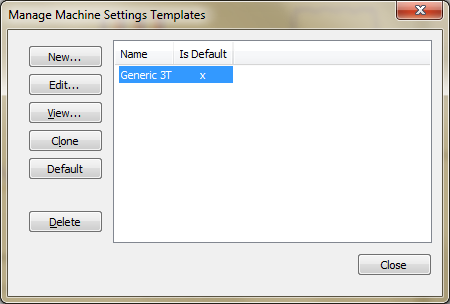 Manage Machine Settings Templates
New...
Edit...
View...
Clone
Default
Delete
Name Is Default
Generic 3T x
Close